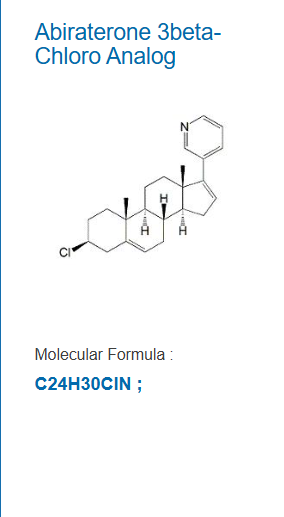 Abiraterone 3beta-
Chloro Analog
N
H
H
H
Cl
Molecular Formula :
C24H30ClN ;